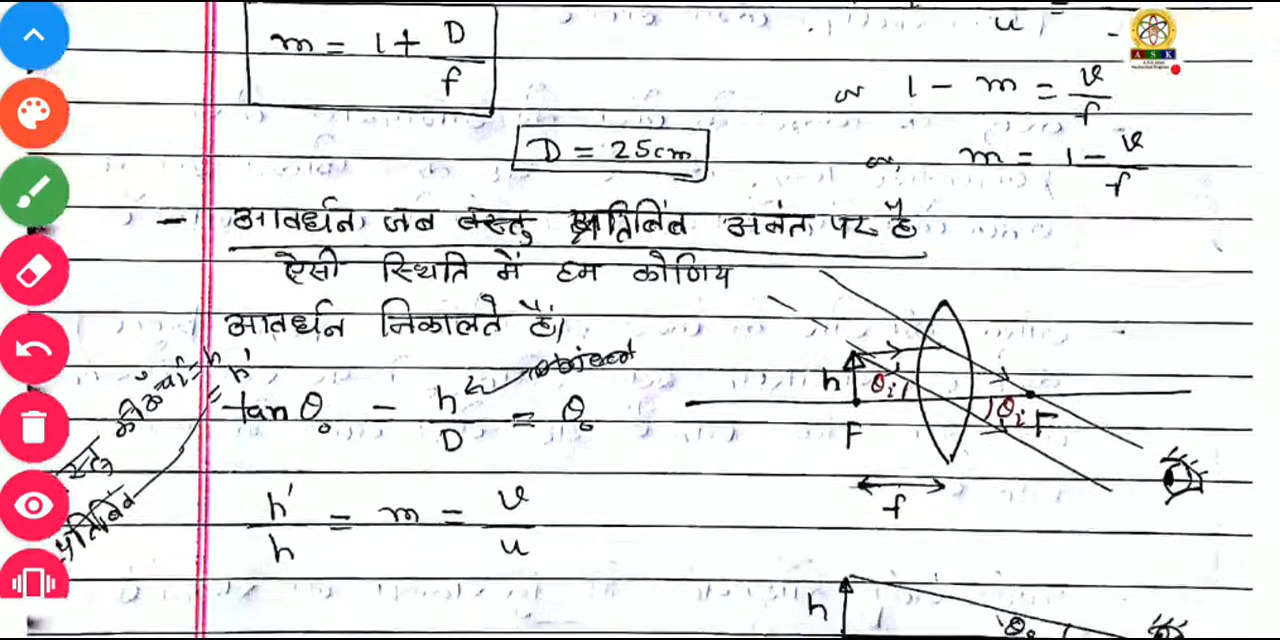 m = 1 + D/f
u =
or 1 - m = v/f
D = 25cm
or, m = 1 - v/f
A S K
- आवर्धन जब वस्तु प्रतिबिंब अनंत पर है
ऐसी स्थिति में हम कोणिय
आवर्धन निकालते हैं।
tan θ₀ = h/D = θ₀
object
h θi θi
F F
f
h'/h = m = v/u
की ऊँचाई = h
प्रतिबिंब = h'
h θ₀